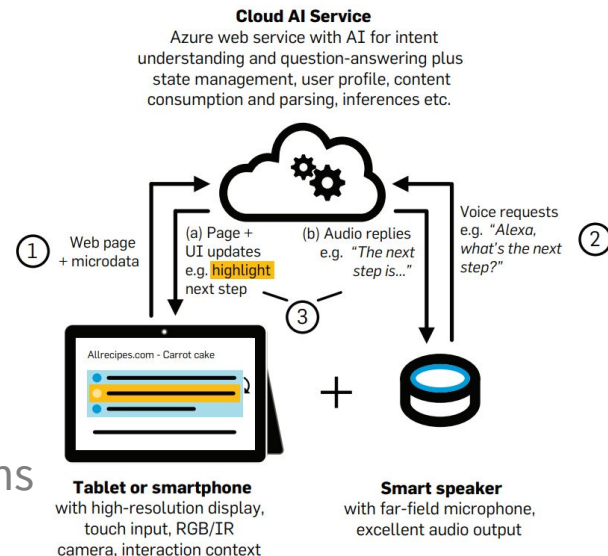 Cloud AI Service
Azure web service with AI for intent
understanding and question-answering plus
state management, user profile, content
consumption and parsing, inferences etc.
1
Web page
+ microdata
(a) Page +
UI updates
e.g. highlight
next step
(b) Audio replies
e.g. "The next
step is..."
Voice requests
e.g. "Alexa,
what's the next
step?"
2
3
Allrecipes.com - Carrot cake
+
Tablet or smartphone
with high-resolution display,
touch input, RGB/IR
camera, interaction context
Smart speaker
with far-field microphone,
excellent audio output